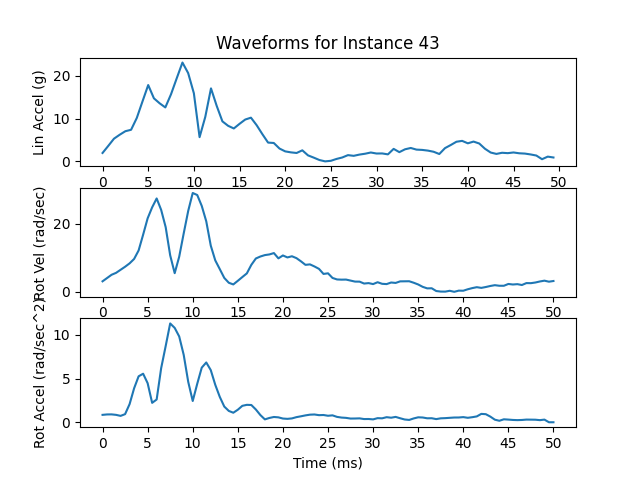 Waveforms for Instance 43
Lin Accel (g)
20
10
0
0 5 10 15 20 25 30 35 40 45 50
Rot Vel (rad/sec)
20
0
0 5 10 15 20 25 30 35 40 45 50
Rot Accel (rad/sec^2)
10
5
0
0 5 10 15 20 25 30 35 40 45 50
Time (ms)